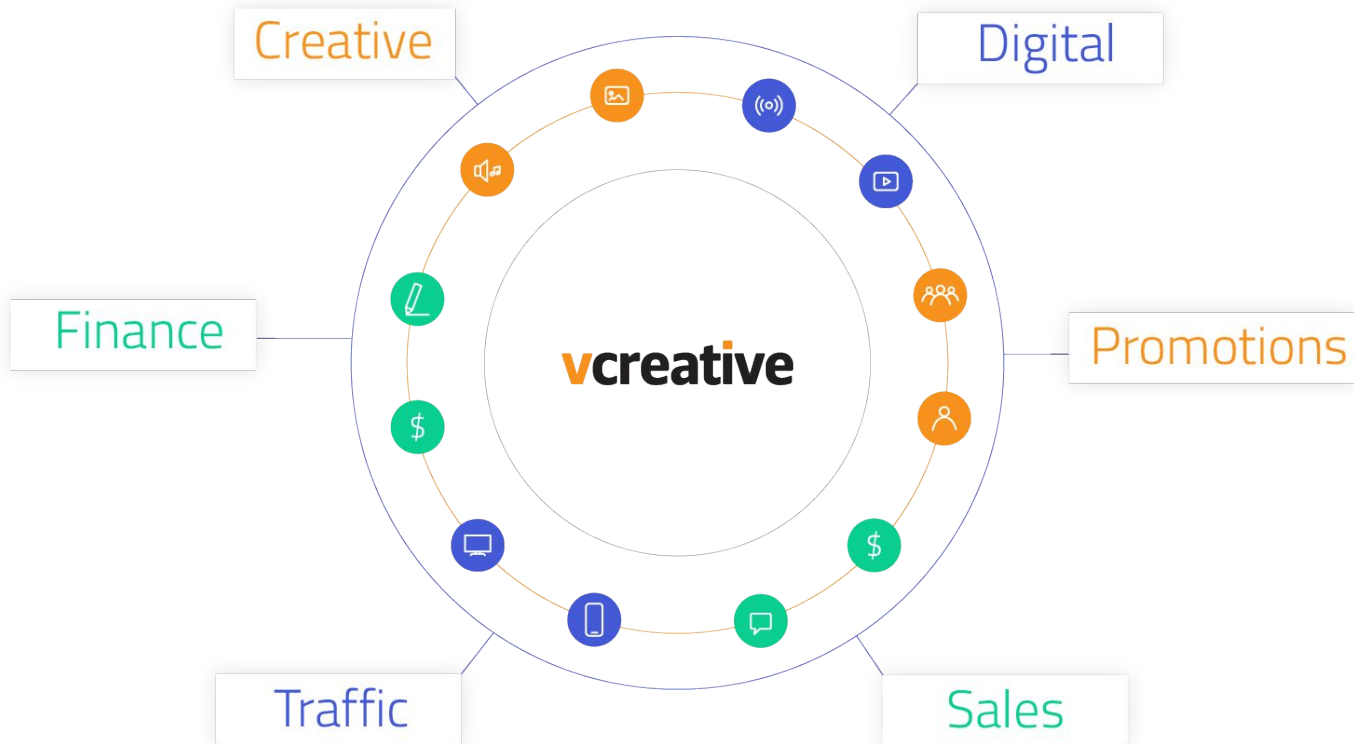 Creative
Digital
Finance
vcreative
Promotions
$
$
Traffic
Sales